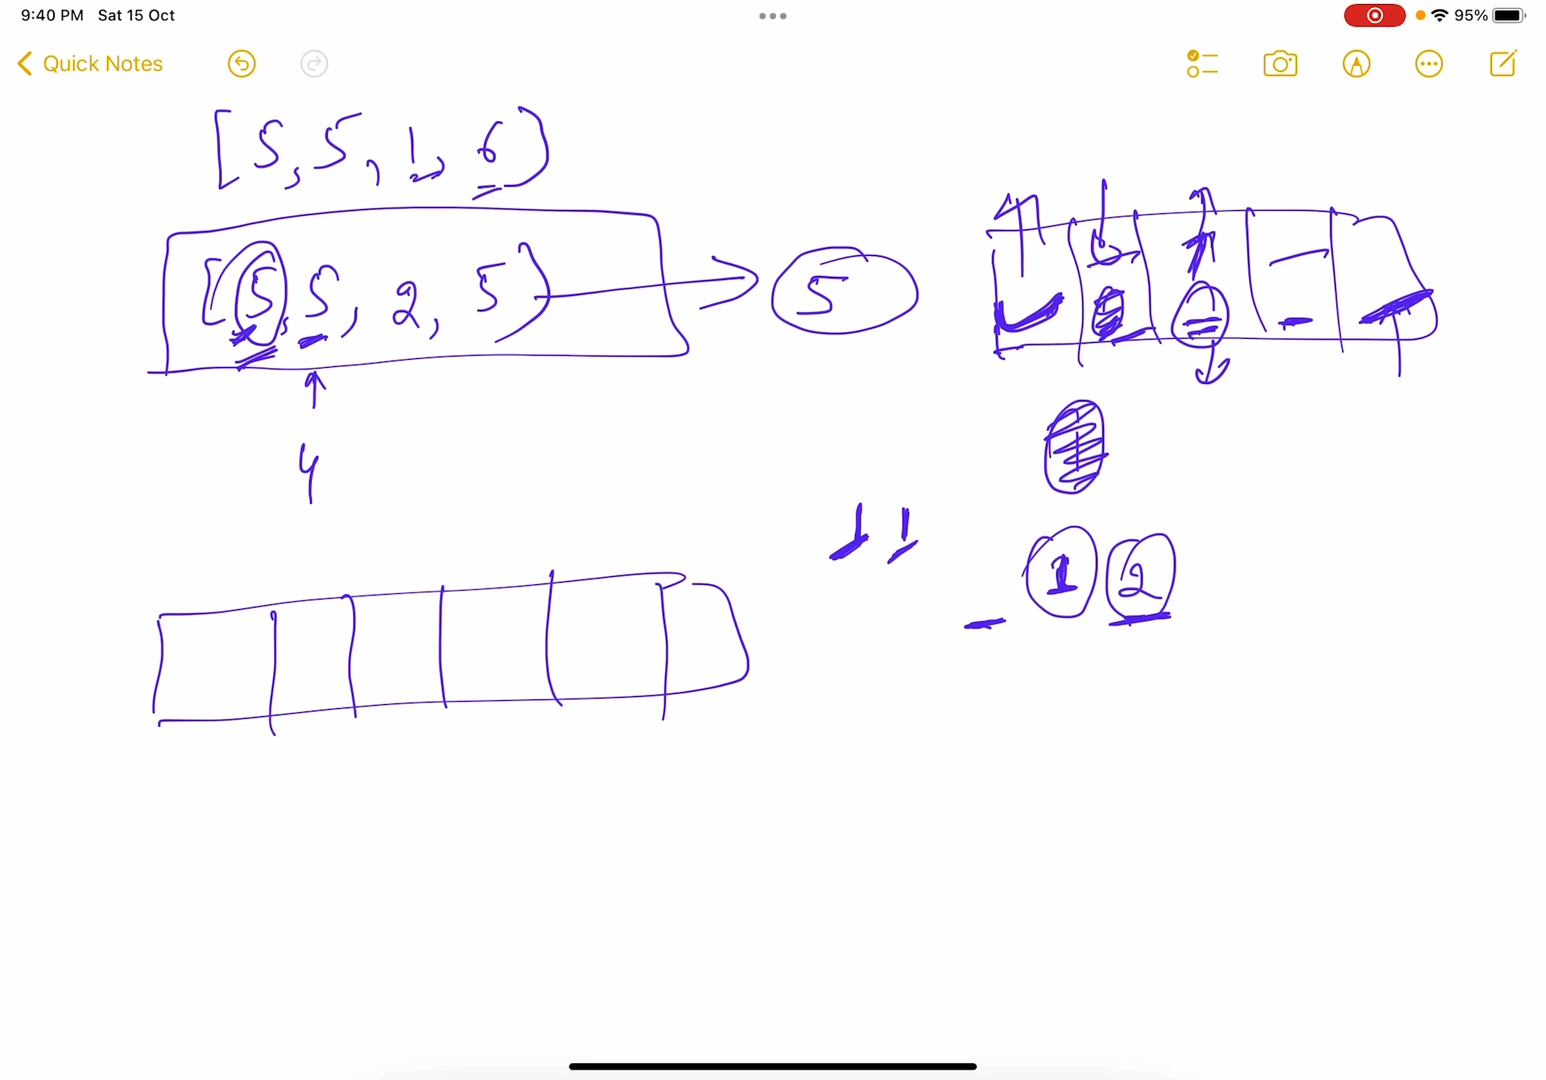 9:40 PM Sat 15 Oct
95%
Quick Notes
[5, 5, 1, 6)
[5, 5, 2, 5)
5
4
1 2